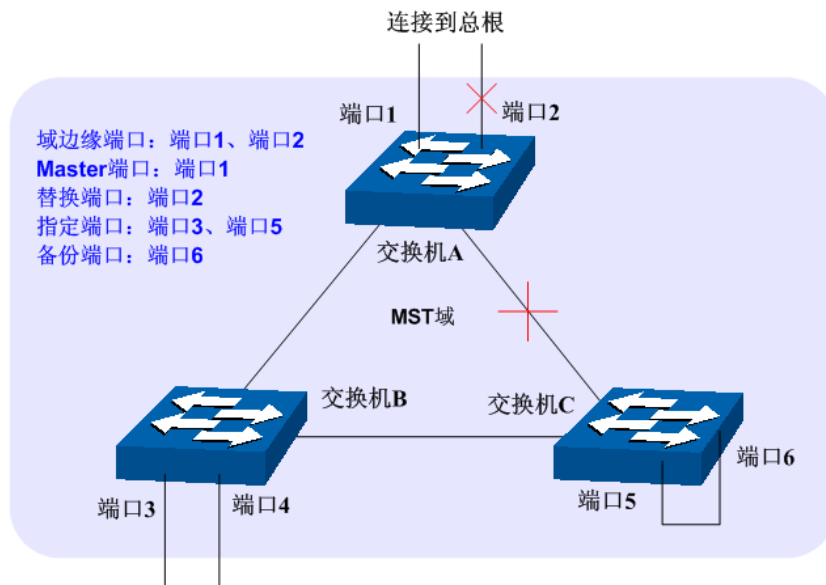 连接到总根
端口1
端口2
域边缘端口：端口1、端口2
Master端口：端口1
替换端口：端口2
指定端口：端口3、端口5
备份端口：端口6
交换机A
MST域
交换机B
交换机C
端口3
端口4
端口5
端口6